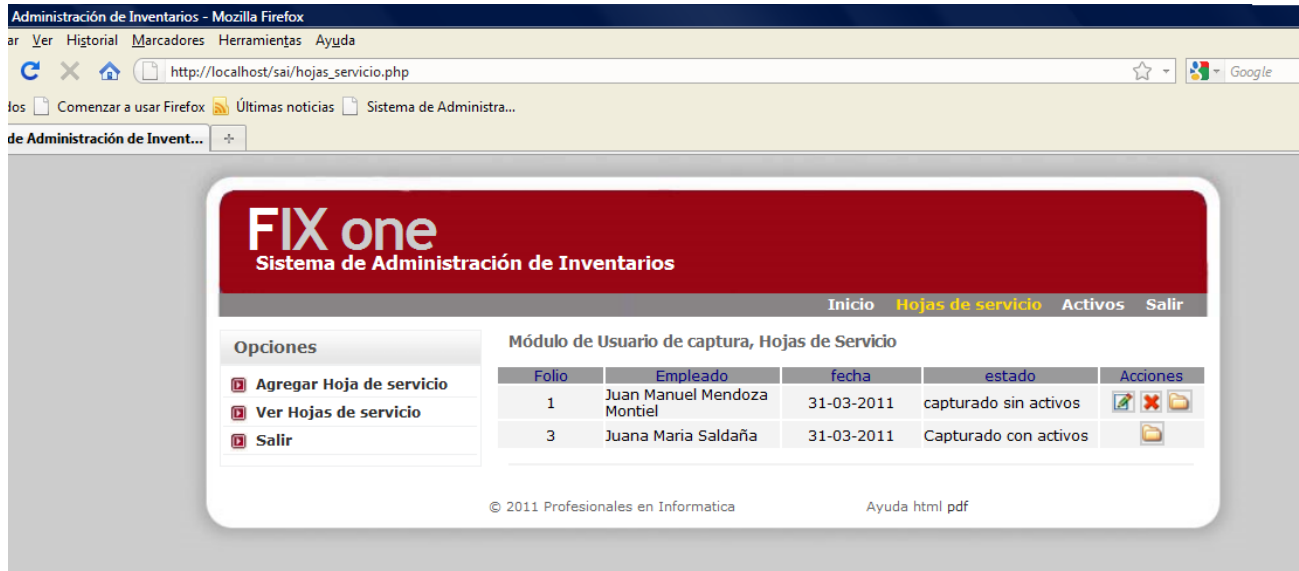 Administración de Inventarios - Mozilla Firefox
ar Ver Historial Marcadores Herramientas Ayuda
http://localhost/sai/hojas_servicio.php
Google
dos Comenzar a usar Firefox Últimas noticias Sistema de Administra...
de Administración de Invent...
FIX one
Sistema de Administración de Inventarios
Inicio Hojas de servicio Activos Salir
Opciones
Agregar Hoja de servicio
Ver Hojas de servicio
Salir
Módulo de Usuario de captura, Hojas de Servicio
Folio Empleado fecha estado Acciones
1 Juan Manuel Mendoza Montiel 31-03-2011 capturado sin activos
3 Juana Maria Saldaña 31-03-2011 Capturado con activos
© 2011 Profesionales en Informatica Ayuda html pdf